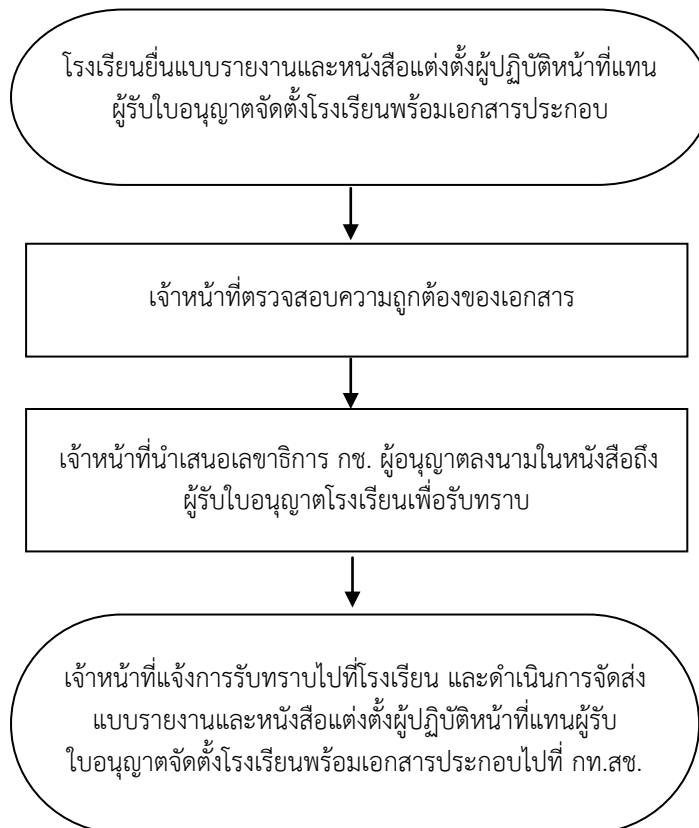 โรงเรียนยื่นแบบรายงานและหนังสือแต่งตั้งผู้ปฏิบัติหน้าที่แทน
ผู้รับใบอนุญาตจัดตั้งโรงเรียนพร้อมเอกสารประกอบ
เจ้าหน้าที่ตรวจสอบความถูกต้องของเอกสาร
เจ้าหน้าที่นำเสนอเลขาธิการ กช. ผู้อนุญาตลงนามในหนังสือถึง
ผู้รับใบอนุญาตโรงเรียนเพื่อรับทราบ
เจ้าหน้าที่แจ้งการรับทราบไปที่โรงเรียน และดำเนินการจัดส่ง
แบบรายงานและหนังสือแต่งตั้งผู้ปฏิบัติหน้าที่แทนผู้รับ
ใบอนุญาตจัดตั้งโรงเรียนพร้อมเอกสารประกอบไปที่ กท.สช.